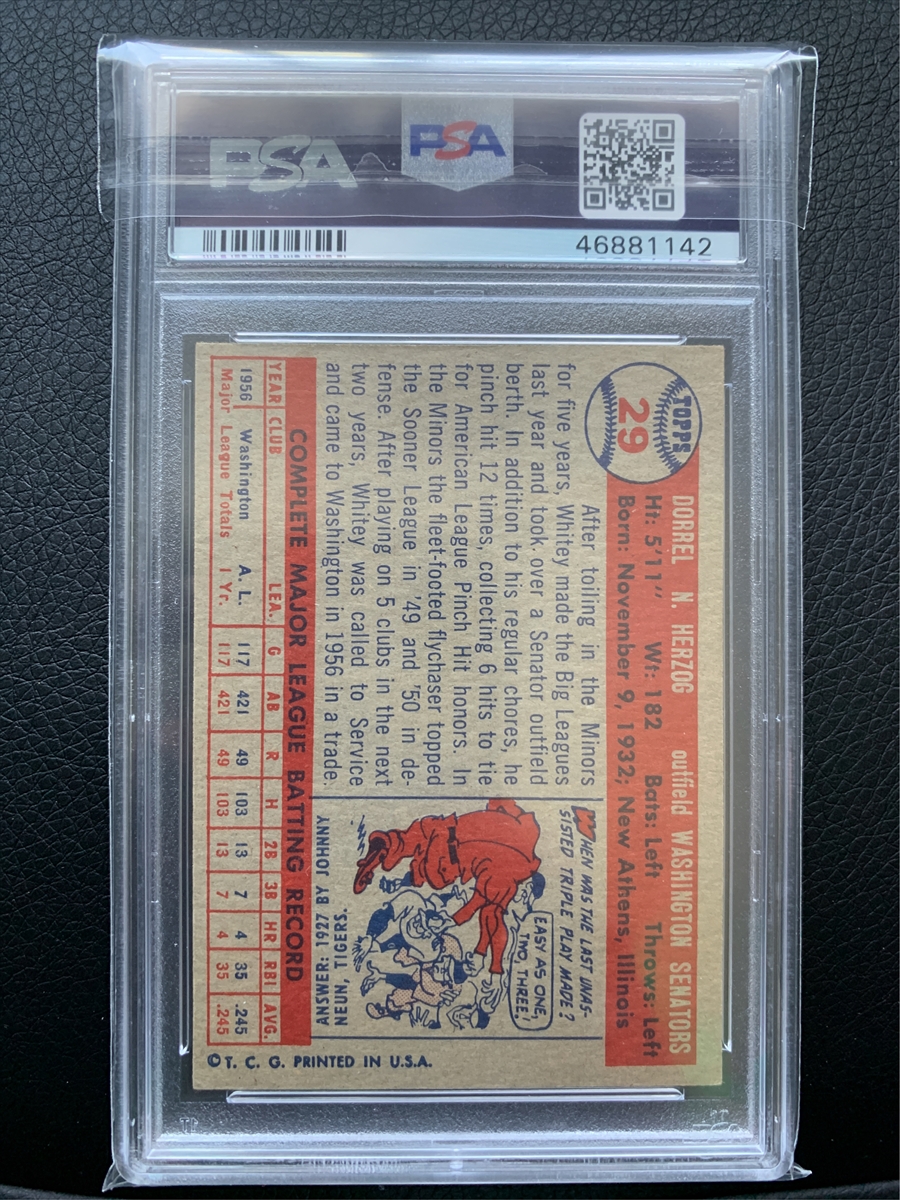 PSA
PSA
46881142
TOPPS
29
DORREL N. HERZOG outfield WASHINGTON SENATORS
Ht: 5'11" Wt: 182 Bats: Left Throws: Left
Born: November 9, 1932; New Athens, Illinois
After toiling in the Minors
for five years, Whitey made the Big Leagues
last year and took over a Senator outfield
berth. In addition to his regular chores, he
pinch hit 12 times, collecting 6 hits to tie
for American League Pinch Hit honors. In
the Minors the fleet-footed flychaser topped
the Sooner League in '49 and '50 in de-
fense. After playing on 5 clubs in the next
two years, Whitey was called to Service
and came to Washington in 1956 in a trade.
WHEN WAS THE LAST UNAS-
SISTED TRIPLE PLAY MADE?
EASY AS ONE,
TWO, THREE!
ANSWER: 1927 BY JOHNNY
NEUN, TIGERS.
COMPLETE MAJOR LEAGUE BATTING RECORD
YEAR CLUB LEA. G AB R H 2B 3B HR RBI AVG.
1956 Washington A. L. 117 421 49 103 13 7 4 35 .245
Major League Totals 1 Yr. 117 421 49 103 13 7 4 35 .245
© T. C. G. PRINTED IN U.S.A.